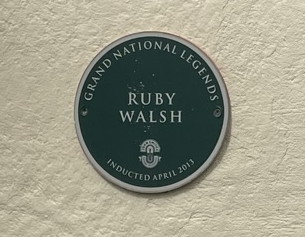 GRAND NATIONAL LEGENDS
RUBY
WALSH
INDUCTED APRIL 2013